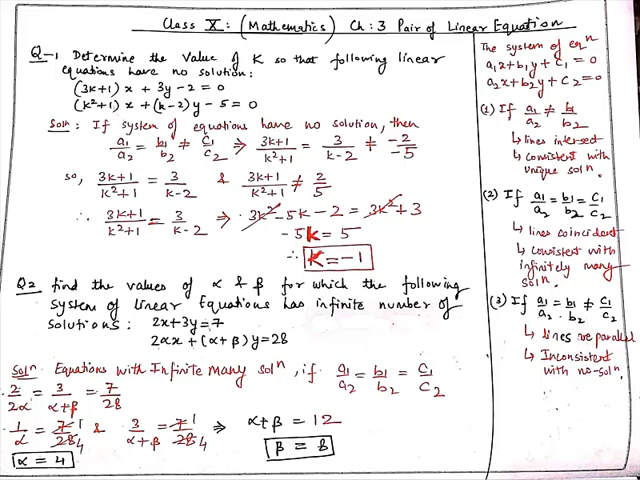 Class X : (Mathematics) Ch : 3 Pair of Linear Equation
Q-1 Determine the value of K so that following linear
equations have no solution:
(3k+1) x + 3y - 2 = 0
(k²+1) x + (k-2) y - 5 = 0
Solⁿ : If system of equations have no solution, then
a₁/a₂ = b₁/b₂ ≠ c₁/c₂ ⇒ 3k+1/k²+1 = 3/k-2 ≠ -2/-5
so, 3k+1/k²+1 = 3/k-2 & 3k+1/k²+1 ≠ 2/5
∴ 3k+1/k²+1 = 3/k-2 ⇒ 3k² - 5k - 2 = 3k² + 3
-5k = 5
∴ k = -1
Q2 find the values of α & β for which the following
system of linear Equations has infinite number of
solutions : 2x+3y = 7
2αx + (α+β)y = 28
Solⁿ Equations with Infinite Many solⁿ, if a₁/a₂ = b₁/b₂ = c₁/c₂
2/2α = 3/α+β = 7/28
1/α = 7 1/28 4 & 3/α+β = 7 1/28 4 ⇒ α+β = 12
α = 4
β = 8
The system of eqⁿ
a₁x+b₁y+c₁ = 0
a₂x+b₂y+c₂ = 0
(1) If a₁/a₂ ≠ b₁/b₂
↳ lines intersect
↳ consistent with
unique solⁿ.
(2) If a₁/a₂ = b₁/b₂ = c₁/c₂
↳ lines coincident
↳ consistent with
infinitely many
solⁿ.
(3) If a₁/a₂ = b₁/b₂ ≠ c₁/c₂
↳ lines are parallel
↳ Inconsistent
with no-solⁿ.